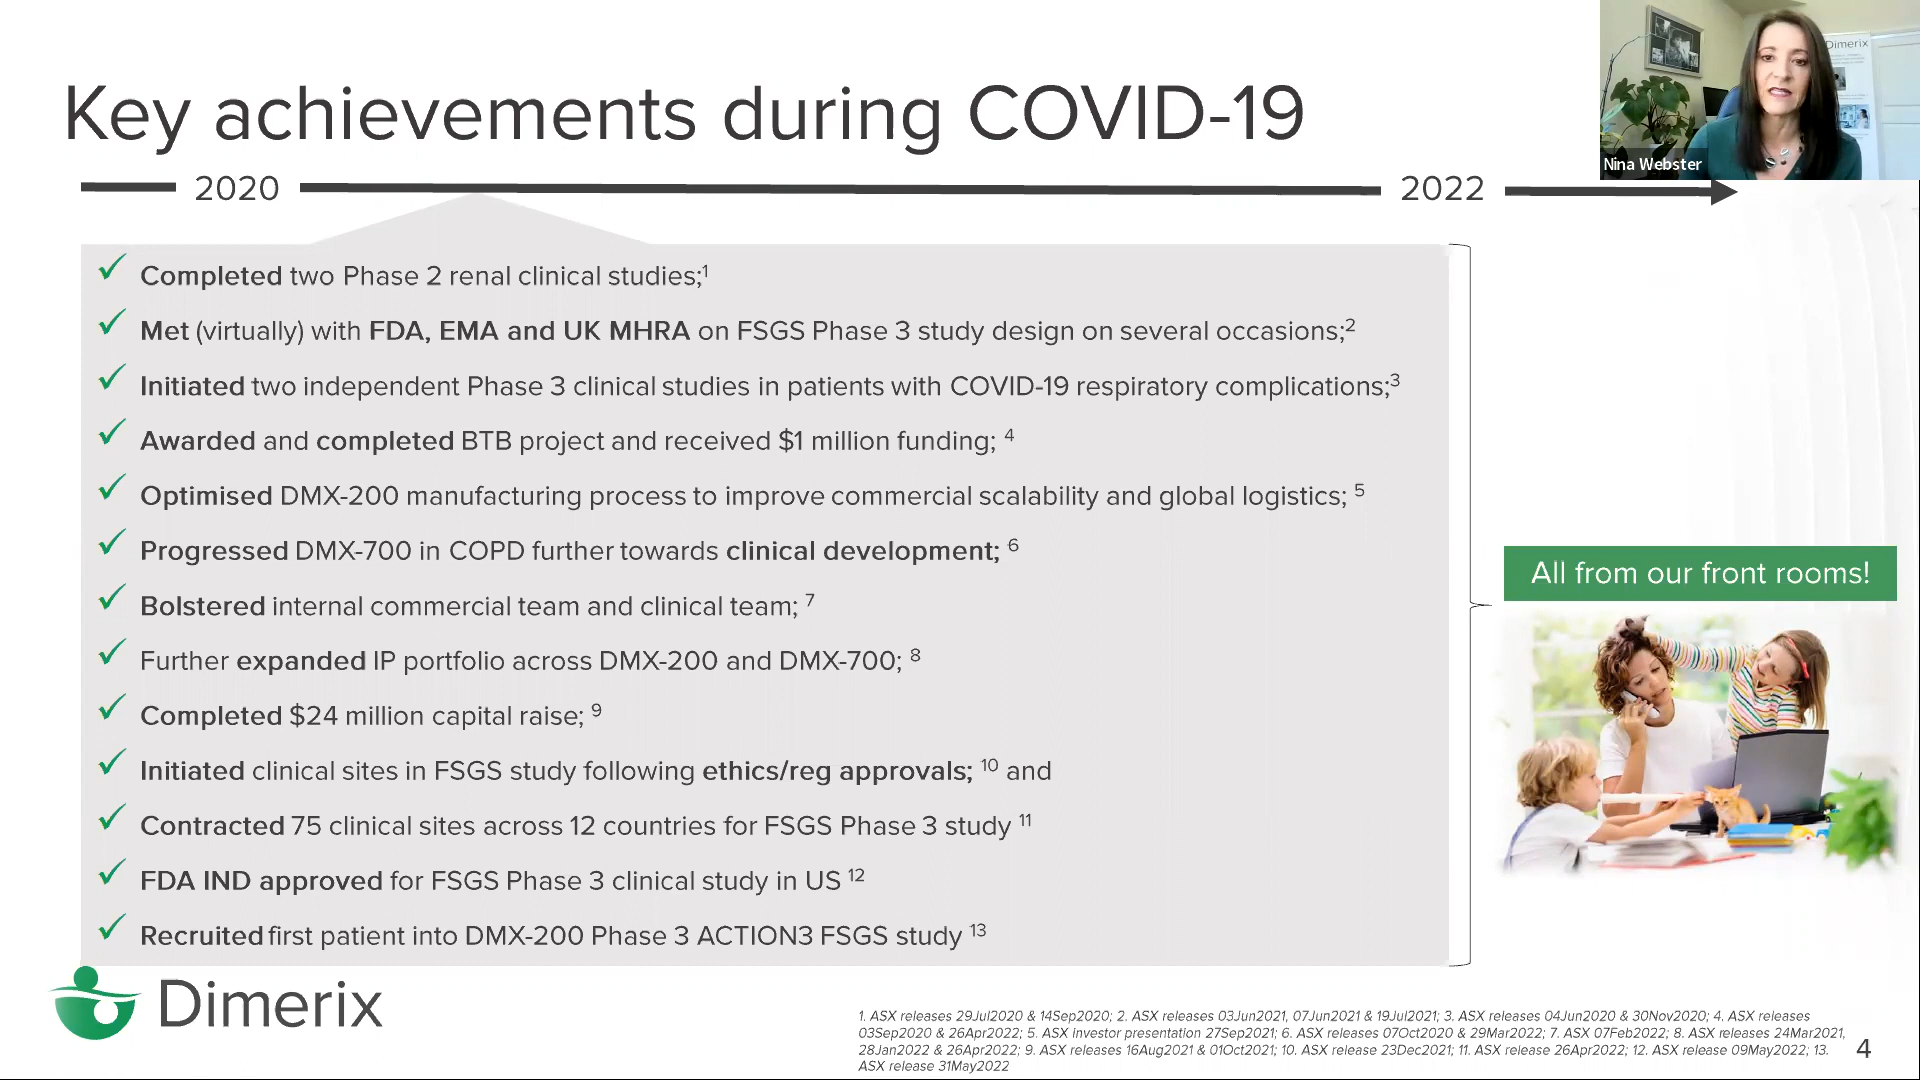 Key achievements during COVID-19
Dimerix
Nina Webster
2020
2022
✓ Completed two Phase 2 renal clinical studies;1
✓ Met (virtually) with FDA, EMA and UK MHRA on FSGS Phase 3 study design on several occasions;2
✓ Initiated two independent Phase 3 clinical studies in patients with COVID-19 respiratory complications;3
✓ Awarded and completed BTB project and received $1 million funding; 4
✓ Optimised DMX-200 manufacturing process to improve commercial scalability and global logistics; 5
✓ Progressed DMX-700 in COPD further towards clinical development; 6
✓ Bolstered internal commercial team and clinical team; 7
✓ Further expanded IP portfolio across DMX-200 and DMX-700; 8
✓ Completed $24 million capital raise; 9
✓ Initiated clinical sites in FSGS study following ethics/reg approvals; 10 and
✓ Contracted 75 clinical sites across 12 countries for FSGS Phase 3 study 11
✓ FDA IND approved for FSGS Phase 3 clinical study in US 12
✓ Recruited first patient into DMX-200 Phase 3 ACTION3 FSGS study 13
All from our front rooms!
Dimerix
1. ASX releases 29Jul2020 & 14Sep2020; 2. ASX releases 03Jun2021, 07Jun2021 & 19Jul2021; 3. ASX releases 04Jun2020 & 30Nov2020; 4. ASX releases
03Sep2020 & 26Apr2022; 5. ASX investor presentation 27Sep2021; 6. ASX releases 07Oct2020 & 29Mar2022; 7. ASX 07Feb2022; 8. ASX releases 24Mar2021,
28Jan2022 & 26Apr2022; 9. ASX releases 16Aug2021 & 01Oct2021; 10. ASX release 23Dec2021; 11. ASX release 26Apr2022; 12. ASX release 09May2022; 13.
ASX release 31May2022
4